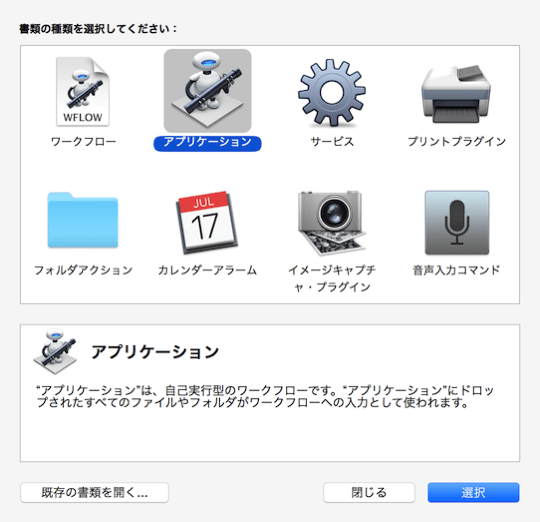 書類の種類を選択してください：
WFLOW
ワークフロー
アプリケーション
サービス
プリントプラグイン
フォルダアクション
JUL
17
カレンダーアラーム
イメージキャプチ
ャ・プラグイン
音声入力コマンド
アプリケーション
“アプリケーション”は、自己実行型のワークフローです。“アプリケーション”にドロッ
プされたすべてのファイルやフォルダがワークフローへの入力として使われます。
既存の書類を開く...
閉じる
選択